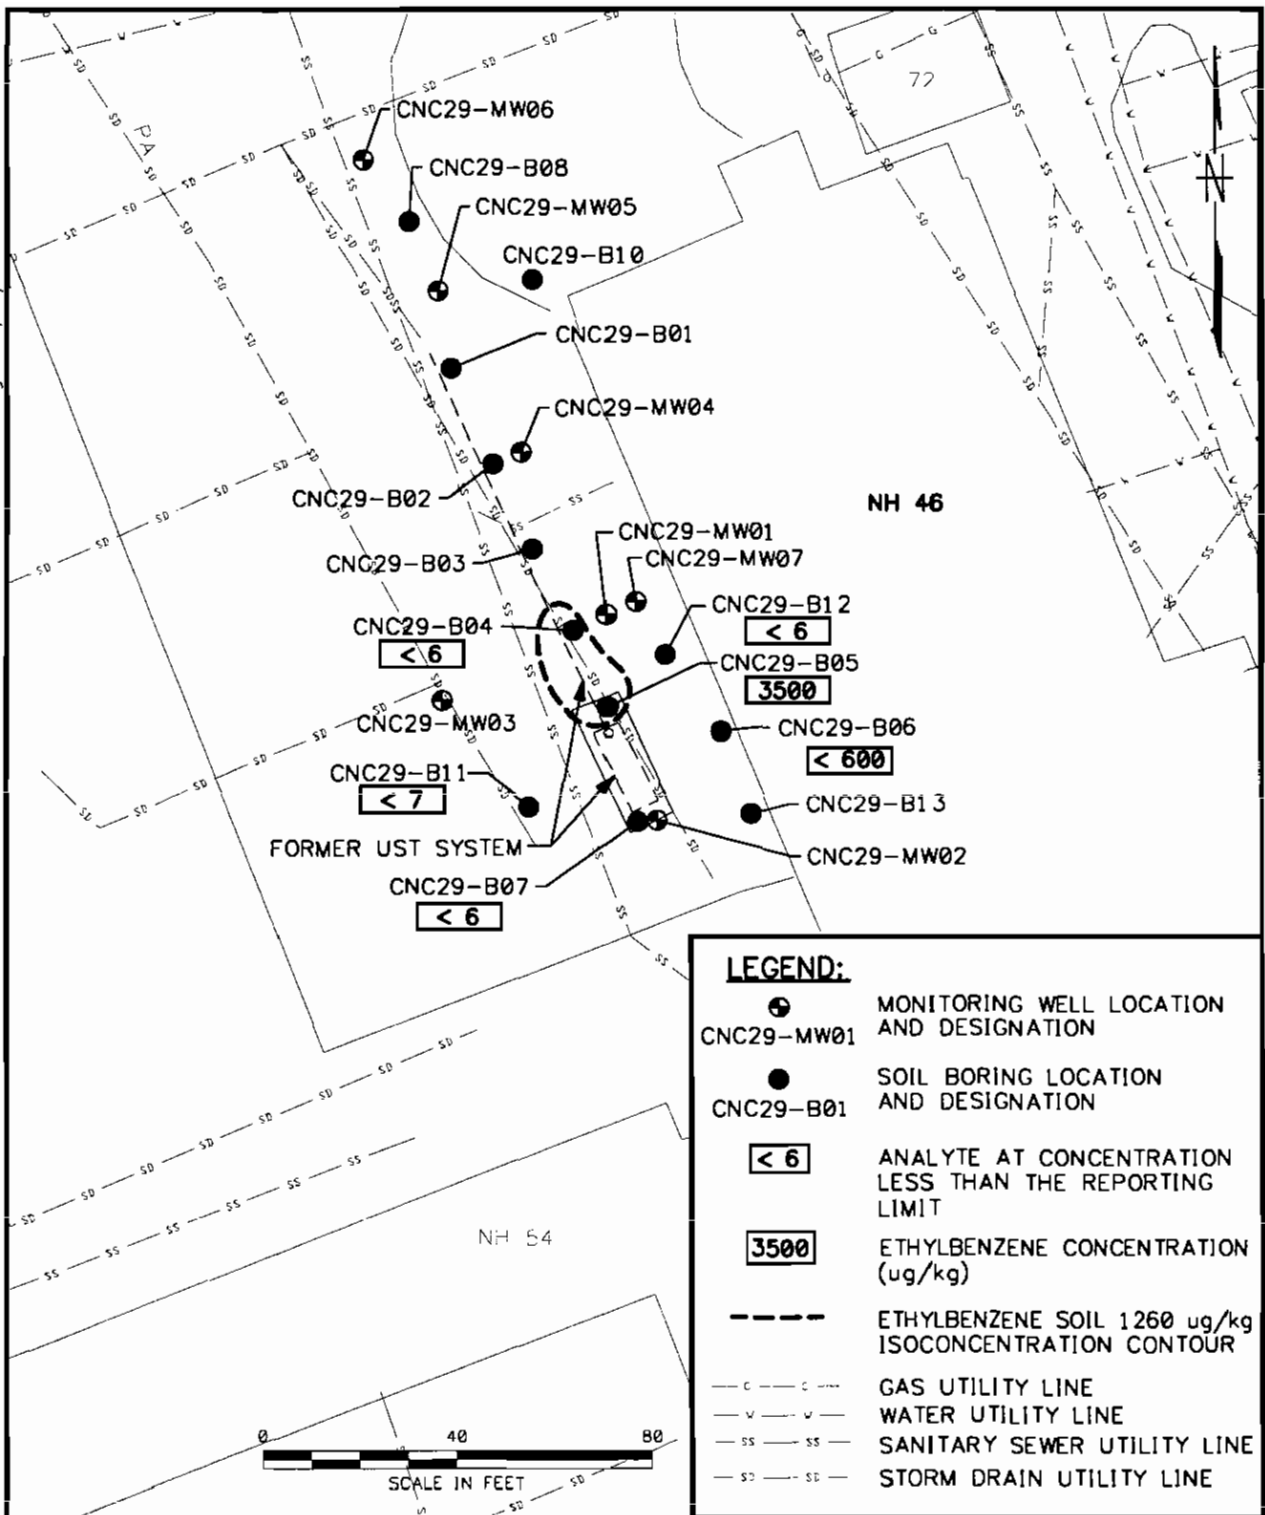 72
PA
N
CNC29-MW06
CNC29-B08
CNC29-MW05
CNC29-B10
CNC29-B01
CNC29-MW04
CNC29-B02
NH 46
CNC29-MW01
CNC29-B03
CNC29-MW07
CNC29-B12
< 6
CNC29-B04
< 6
CNC29-B05
3500
CNC29-MW03
CNC29-B06
< 600
CNC29-B11
< 7
CNC29-B13
FORMER UST SYSTEM
CNC29-MW02
CNC29-B07
< 6
NH 54
0 40 80
SCALE IN FEET
LEGEND:
CNC29-MW01
MONITORING WELL LOCATION
AND DESIGNATION
CNC29-B01
SOIL BORING LOCATION
AND DESIGNATION
< 6
ANALYTE AT CONCENTRATION
LESS THAN THE REPORTING
LIMIT
3500
ETHYLBENZENE CONCENTRATION
(ug/kg)
ETHYLBENZENE SOIL 1260 ug/kg
ISOCONCENTRATION CONTOUR
GAS UTILITY LINE
W W WATER UTILITY LINE
SS SS SANITARY SEWER UTILITY LINE
SD SD STORM DRAIN UTILITY LINE